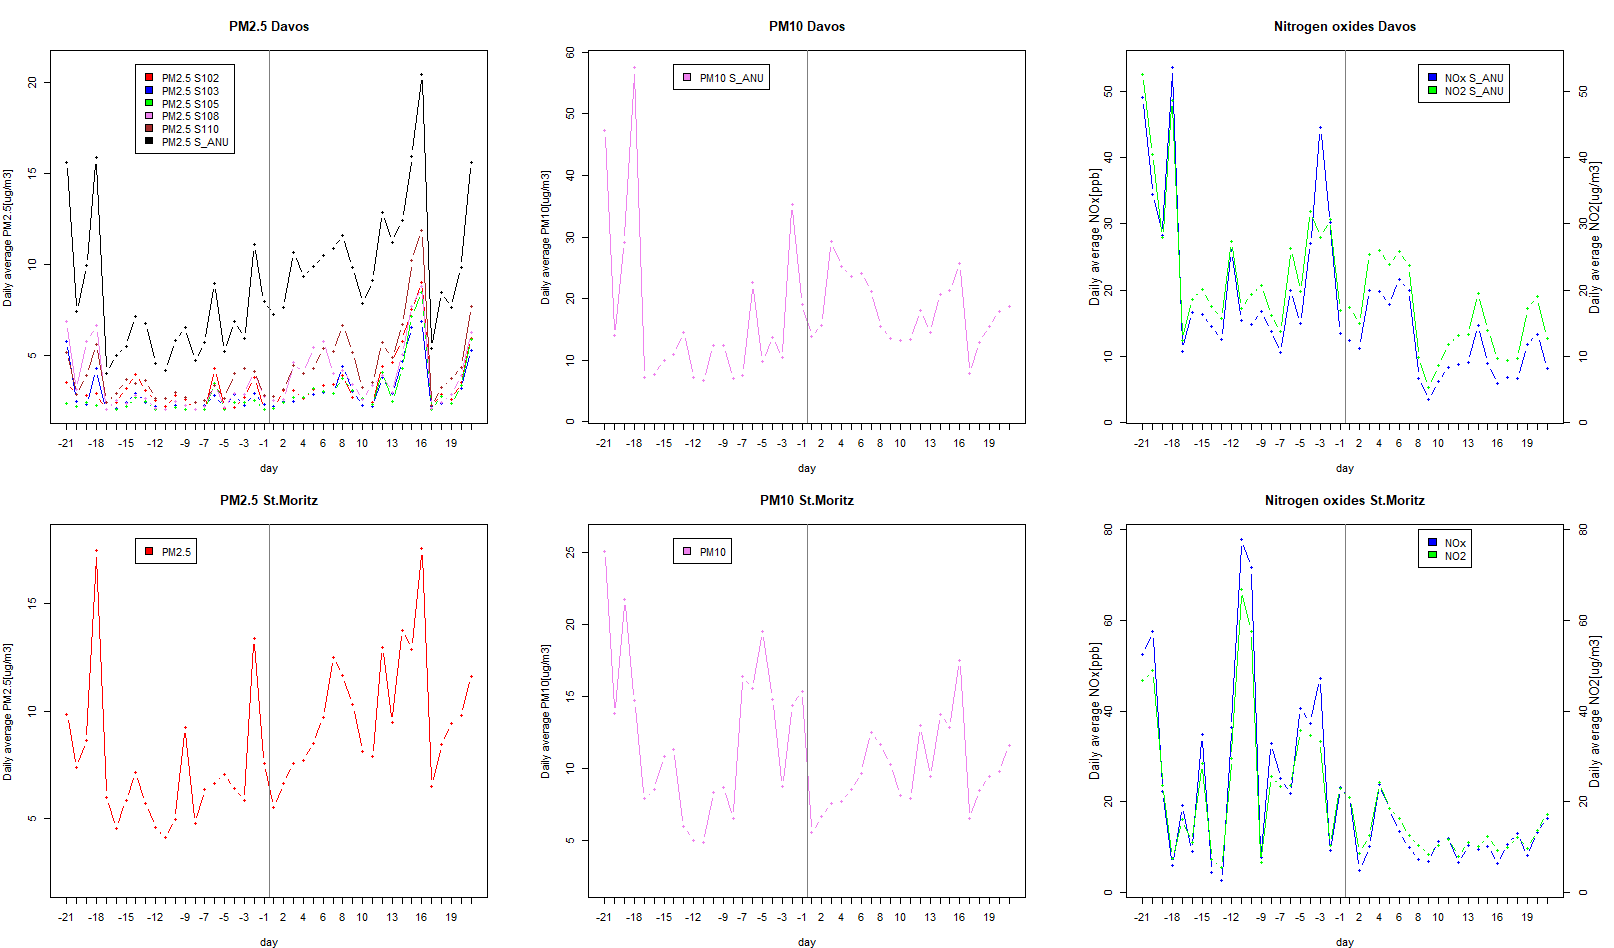 PM2.5 Davos
PM2.5 S102
PM2.5 S103
PM2.5 S105
PM2.5 S108
PM2.5 S110
PM2.5 S_ANU
Daily average PM2.5[ug/m3]
5 10 15 20
-21 -18 -15 -12 -9 -7 -5 -3 -1 2 4 6 8 10 13 16 19
day
PM10 Davos
PM10 S_ANU
Daily average PM10[ug/m3]
0 10 20 30 40 50 60
-21 -18 -15 -12 -9 -7 -5 -3 -1 2 4 6 8 10 13 16 19
day
Nitrogen oxides Davos
NOx S_ANU
NO2 S_ANU
Daily average NOx[ppb]
0 10 20 30 40 50
Daily average NO2[ug/m3]
0 10 20 30 40 50
-21 -18 -15 -12 -9 -7 -5 -3 -1 2 4 6 8 10 13 16 19
day
PM2.5 St.Moritz
PM2.5
Daily average PM2.5[ug/m3]
5 10 15
-21 -18 -15 -12 -9 -7 -5 -3 -1 2 4 6 8 10 13 16 19
day
PM10 St.Moritz
PM10
Daily average PM10[ug/m3]
5 10 15 20 25
-21 -18 -15 -12 -9 -7 -5 -3 -1 2 4 6 8 10 13 16 19
day
Nitrogen oxides St.Moritz
NOx
NO2
Daily average NOx[ppb]
0 20 40 60 80
Daily average NO2[ug/m3]
0 20 40 60 80
-21 -18 -15 -12 -9 -7 -5 -3 -1 2 4 6 8 10 13 16 19
day